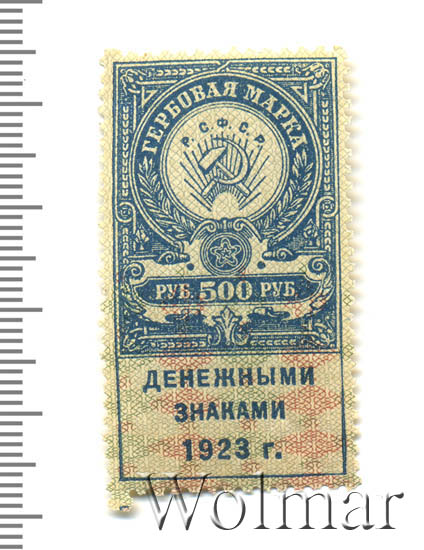 ГЕРБОВАЯ МАРКА
Р.С.Ф.С.Р.
РУБ. 500 РУБ.
ДЕНЕЖНЫМИ
ЗНАКАМИ
1923 г.
Wolmar